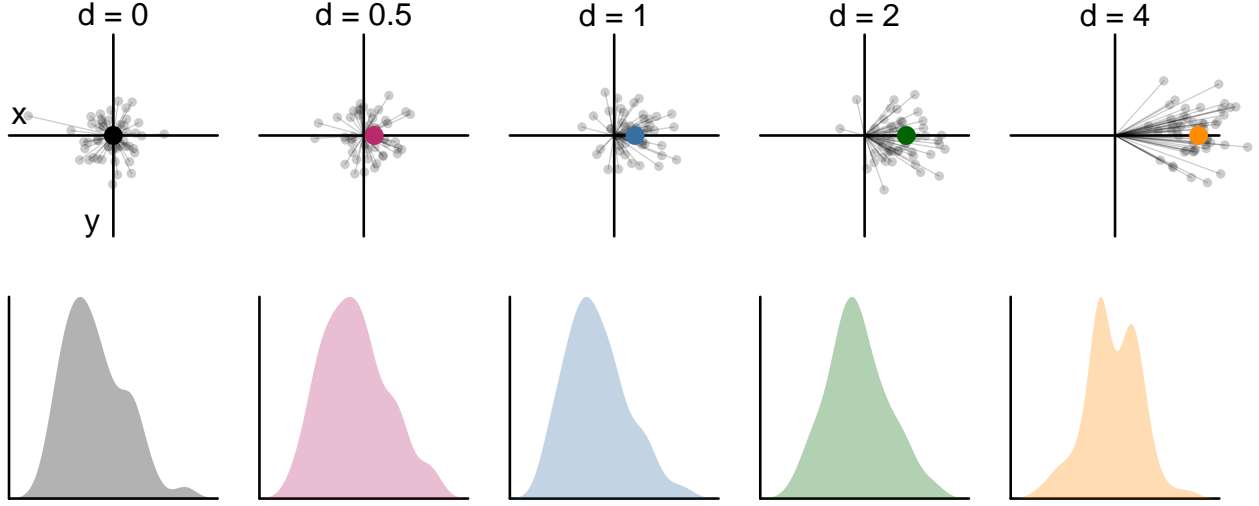 d = 0
d = 0.5
d = 1
d = 2
d = 4
x
y